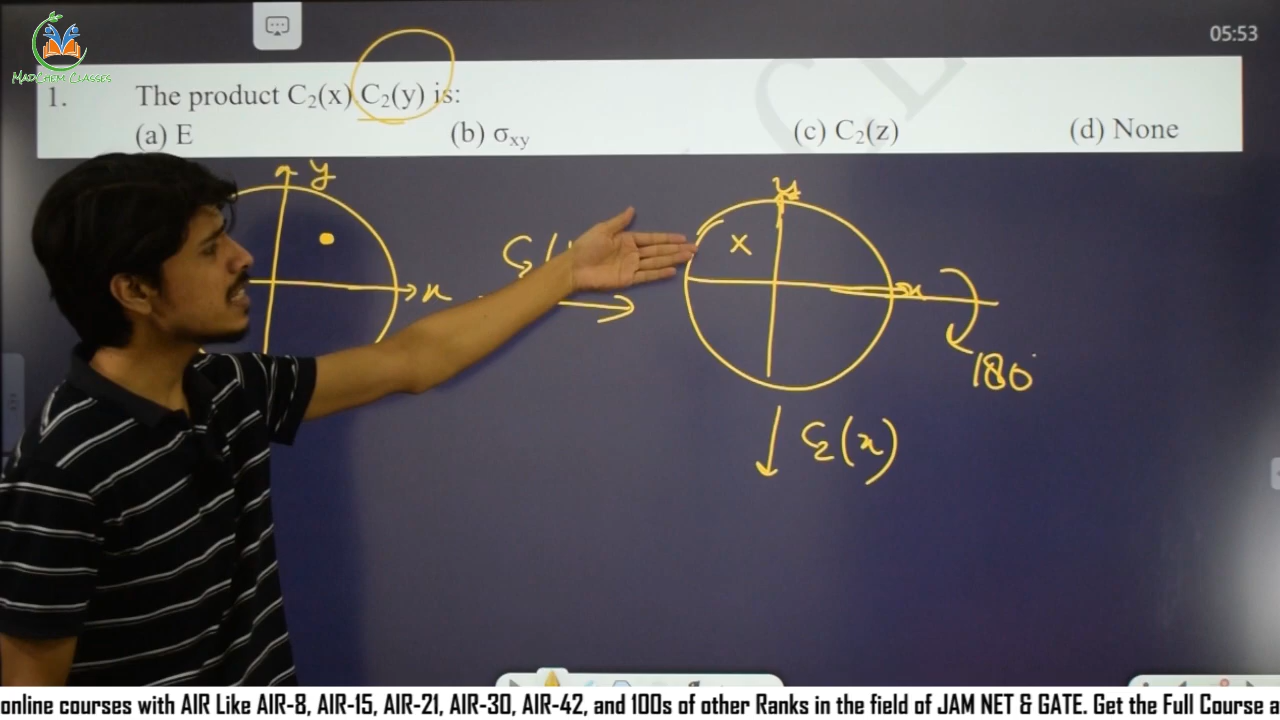 MADCHEM CLASSES
05:53
1. The product C₂(x) C₂(y) is:
(a) E (b) σxy (c) C₂(z) (d) None
y
x
y
x
x
180°
C₂(x)
online courses with AIR Like AIR-8, AIR-15, AIR-21, AIR-30, AIR-42, and 100s of other Ranks in the field of JAM NET & GATE. Get the Full Course a